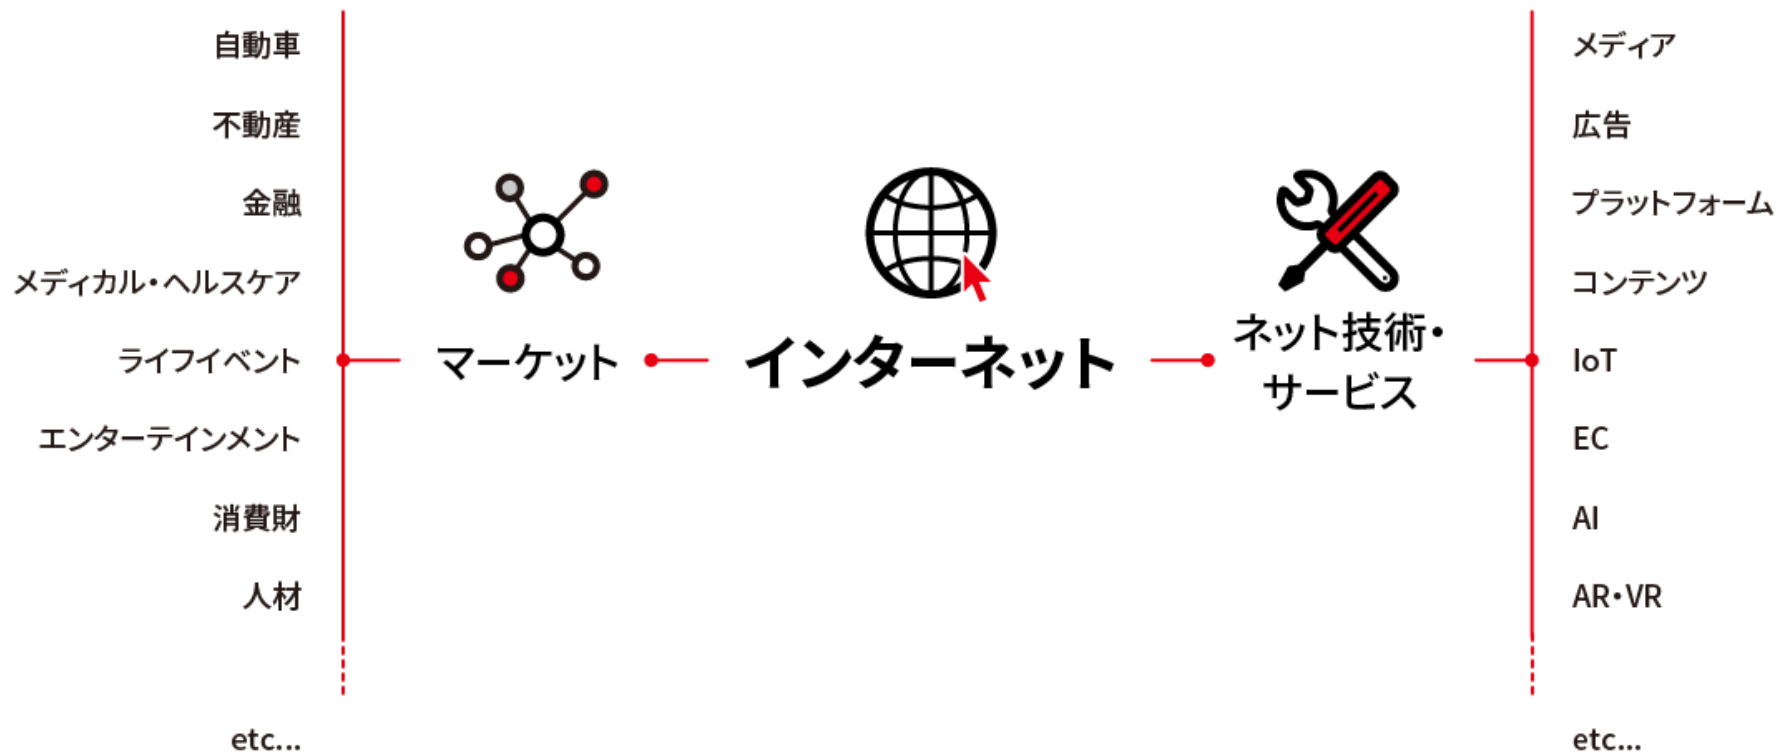 自動車
不動産
金融
メディカル・ヘルスケア
ライフイベント
エンターテインメント
消費財
人材
etc...
マーケット
インターネット
ネット技術・
サービス
メディア
広告
プラットフォーム
コンテンツ
IoT
EC
AI
AR・VR
etc...